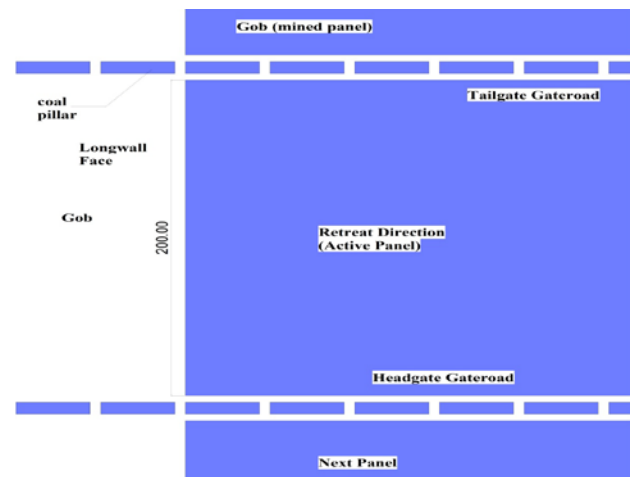 Gob (mined panel)
Tailgate Gateroad
coal
pillar
Longwall
Face
Gob
200.00
Retreat Direction
(Active Panel)
Headgate Gateroad
Next Panel